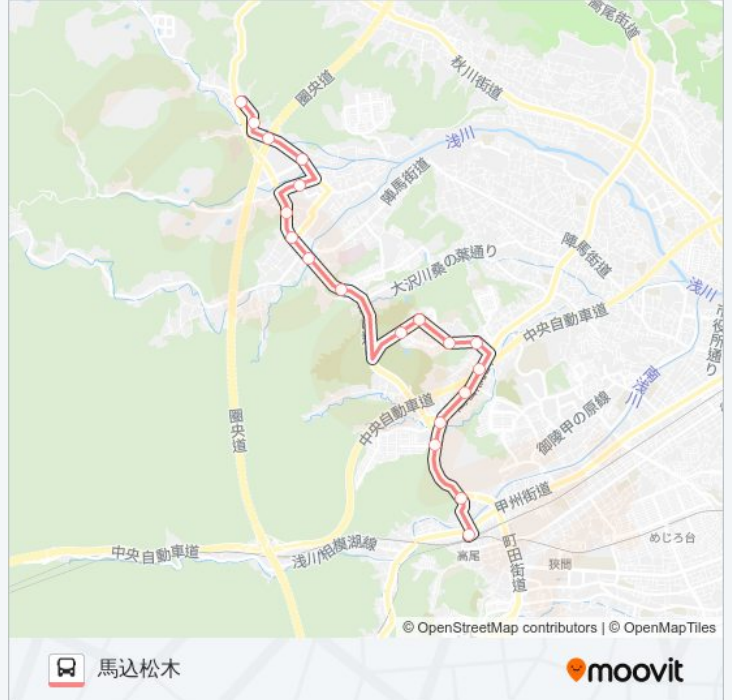 高尾街道
秋川街道
圏央道
浅川
陣馬街道
陣馬街道
大沢川桑の葉通り
浅川
中央自動車道
市役所通り
南浅川
中央自動車道
圏央道
御陵甲の原線
甲州街道
中央自動車道
浅川相模湖線
高尾
町田街道
めじろ台
狭間
© OpenStreetMap contributors | © OpenMapTiles
馬込松木
moovit